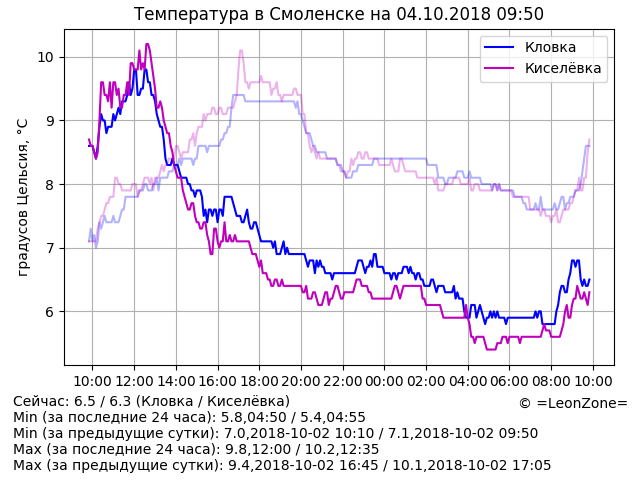 Температура в Смоленске на 04.10.2018 09:50
Кловка
Киселёвка
градусов Цельсия, °C
10
9
8
7
6
10:00 12:00 14:00 16:00 18:00 20:00 22:00 00:00 02:00 04:00 06:00 08:00 10:00
Сейчас: 6.5 / 6.3 (Кловка / Киселёвка)
© =LeonZone=
Min (за последние 24 часа): 5.8,04:50 / 5.4,04:55
Min (за предыдущие сутки): 7.0,2018-10-02 10:10 / 7.1,2018-10-02 09:50
Max (за последние 24 часа): 9.8,12:00 / 10.2,12:35
Max (за предыдущие сутки): 9.4,2018-10-02 16:45 / 10.1,2018-10-02 17:05